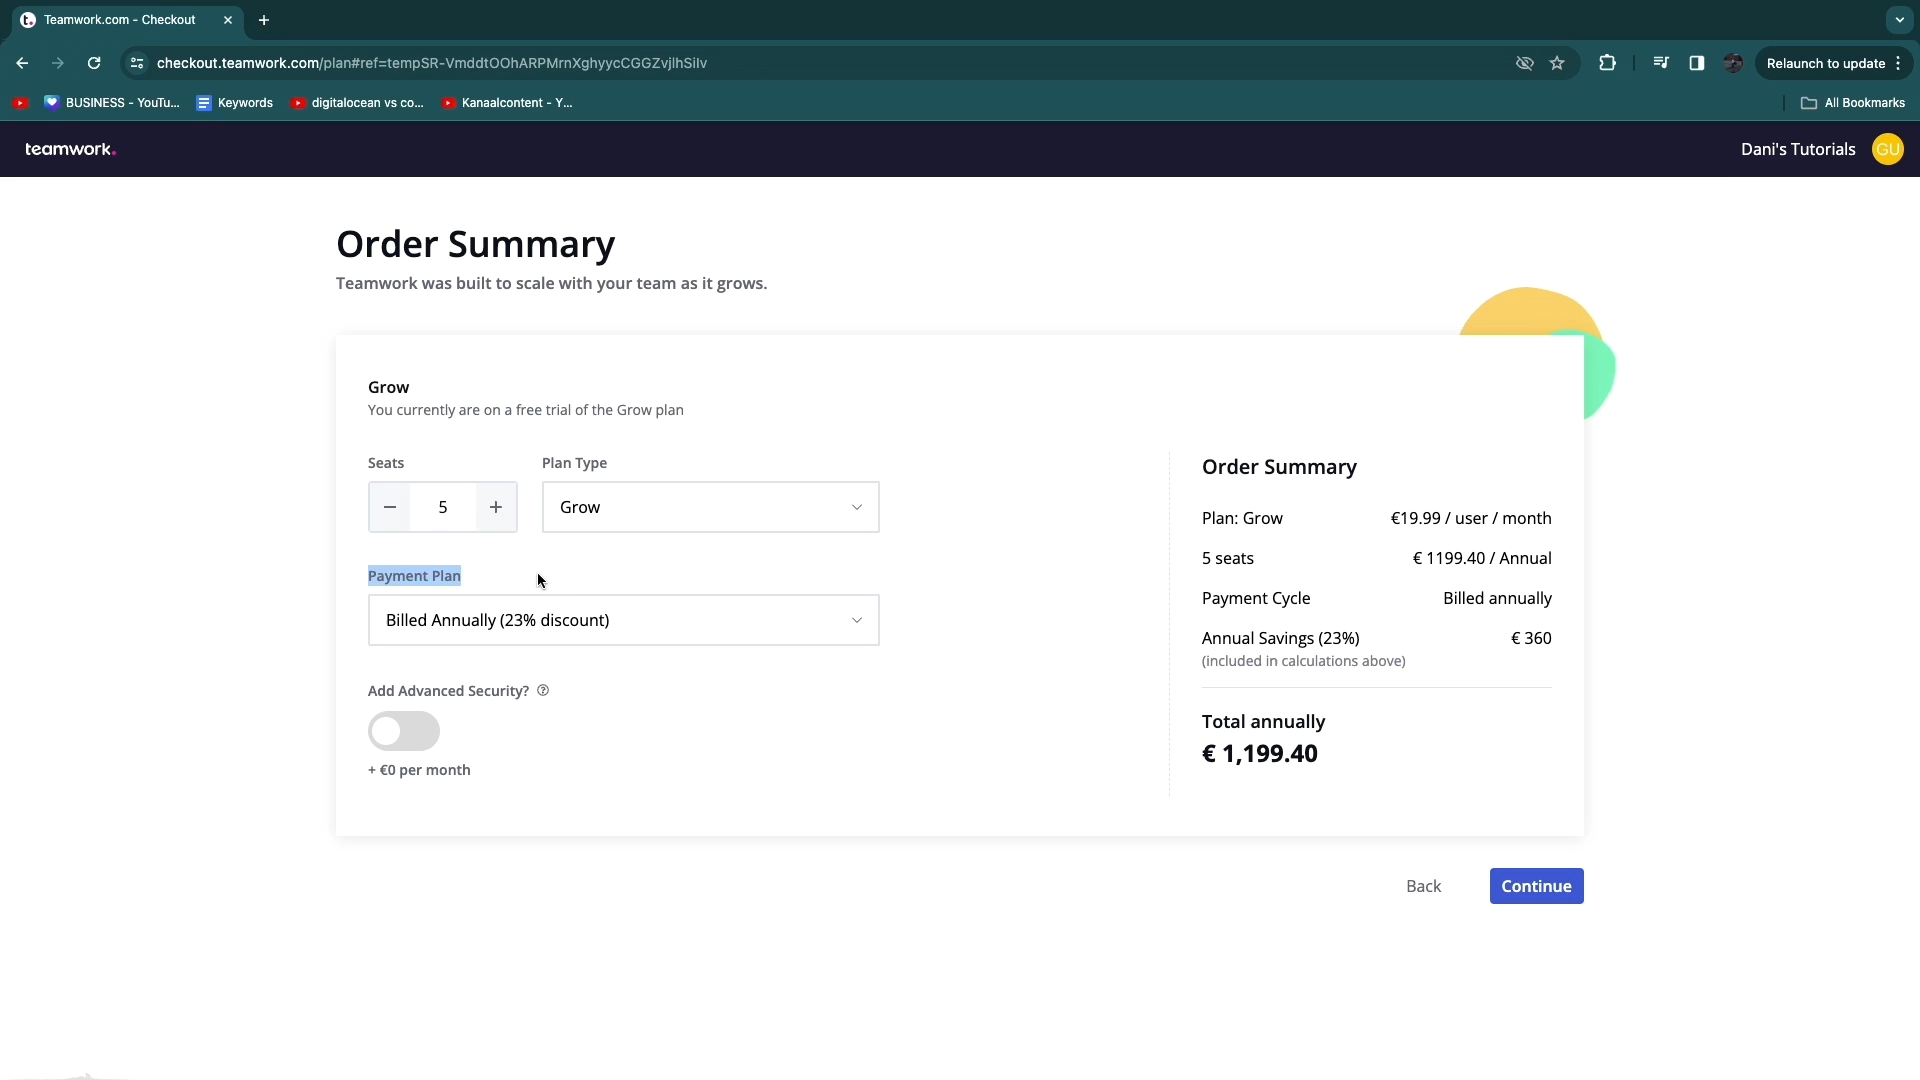 Teamwork.com - Checkout
checkout.teamwork.com/plan#ref=tempSR-VmddtOOhARPMrnXghyycCGGZvjlhSilv
Relaunch to update
BUSINESS - YouTu...
Keywords
digitalocean vs co...
Kanaalcontent - Y...
All Bookmarks
teamwork.
Dani's Tutorials
GU
Order Summary
Teamwork was built to scale with your team as it grows.
Grow
You currently are on a free trial of the Grow plan
Seats
Plan Type
5
Grow
Payment Plan
Billed Annually (23% discount)
Add Advanced Security?
+ €0 per month
Order Summary
Plan: Grow €19.99 / user / month
5 seats € 1199.40 / Annual
Payment Cycle Billed annually
Annual Savings (23%) € 360
(included in calculations above)
Total annually
€ 1,199.40
Back
Continue